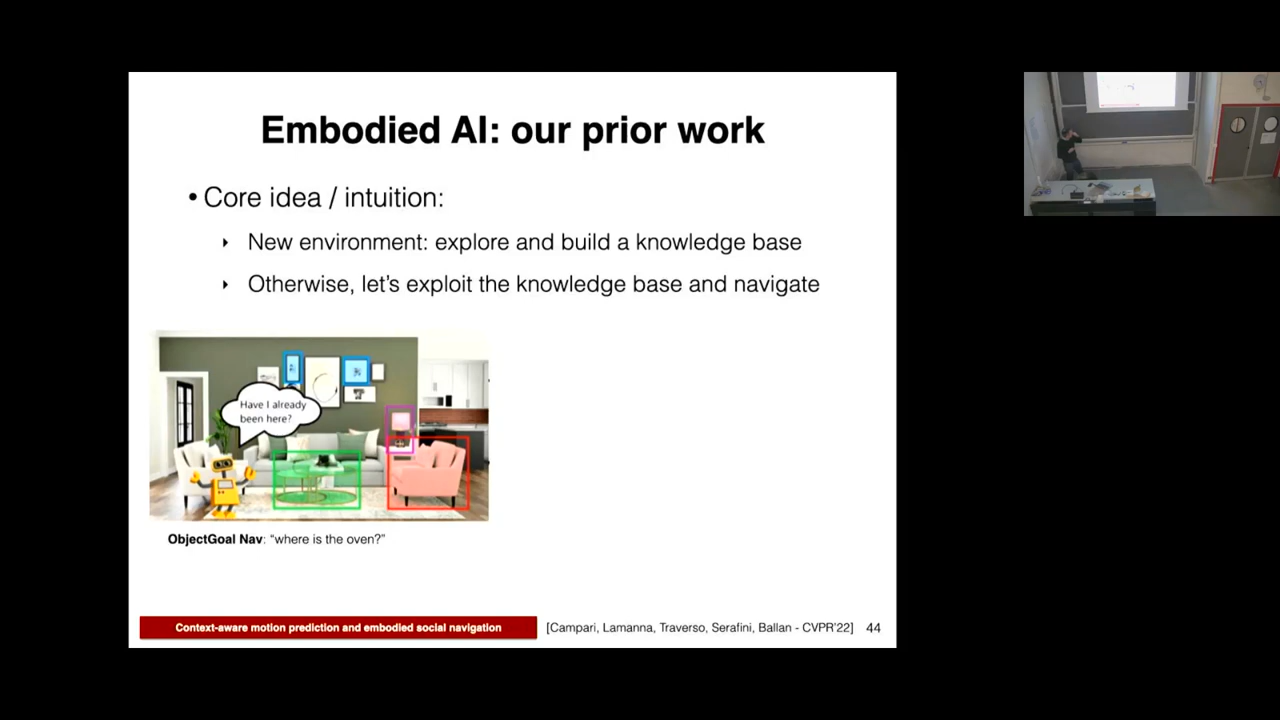 Embodied AI: our prior work
• Core idea / intuition:
‣ New environment: explore and build a knowledge base
‣ Otherwise, let’s exploit the knowledge base and navigate
Have I already
been here?
ObjectGoal Nav: “where is the oven?”
Context-aware motion prediction and embodied social navigation
[Campari, Lamanna, Traverso, Serafini, Ballan - CVPR’22]
44